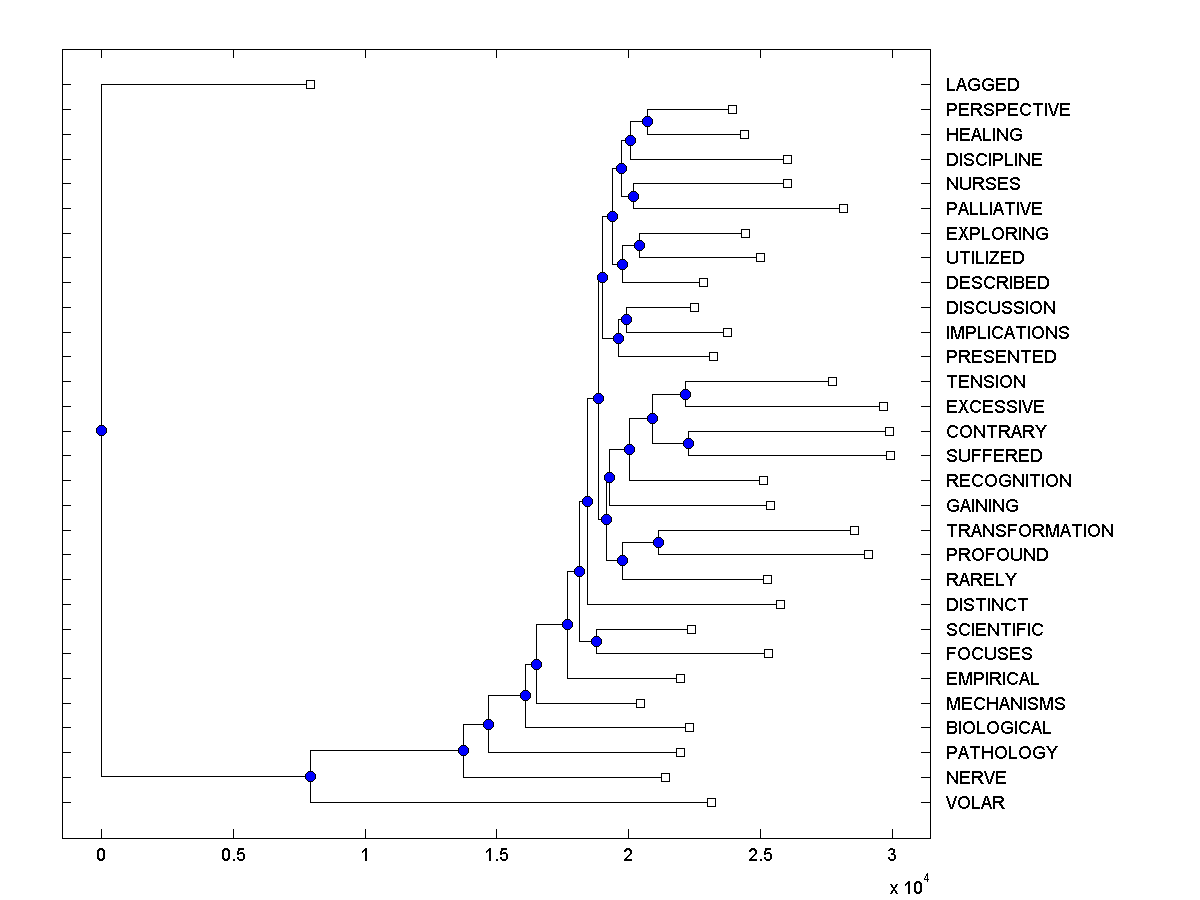 LAGGED
PERSPECTIVE
HEALING
DISCIPLINE
NURSES
PALLIATIVE
EXPLORING
UTILIZED
DESCRIBED
DISCUSSION
IMPLICATIONS
PRESENTED
TENSION
EXCESSIVE
CONTRARY
SUFFERED
RECOGNITION
GAINING
TRANSFORMATION
PROFOUND
RARELY
DISTINCT
SCIENTIFIC
FOCUSES
EMPIRICAL
MECHANISMS
BIOLOGICAL
PATHOLOGY
NERVE
VOLAR
0 0.5 1 1.5 2 2.5 3
x 10^4